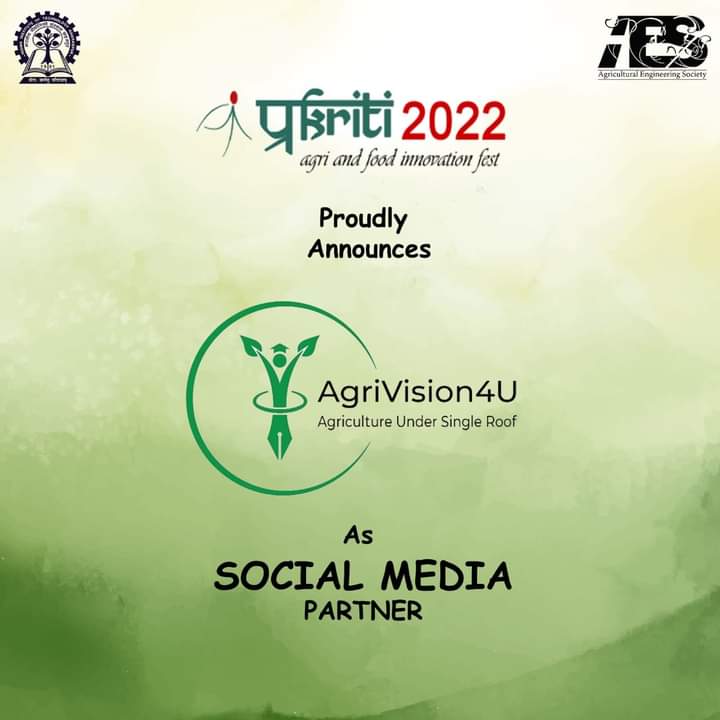 AES
Agricultural Engineering Society
प्रkriti 2022
agri and food innovation fest
Proudly
Announces
AgriVision4U
Agriculture Under Single Roof
As
SOCIAL MEDIA
PARTNER